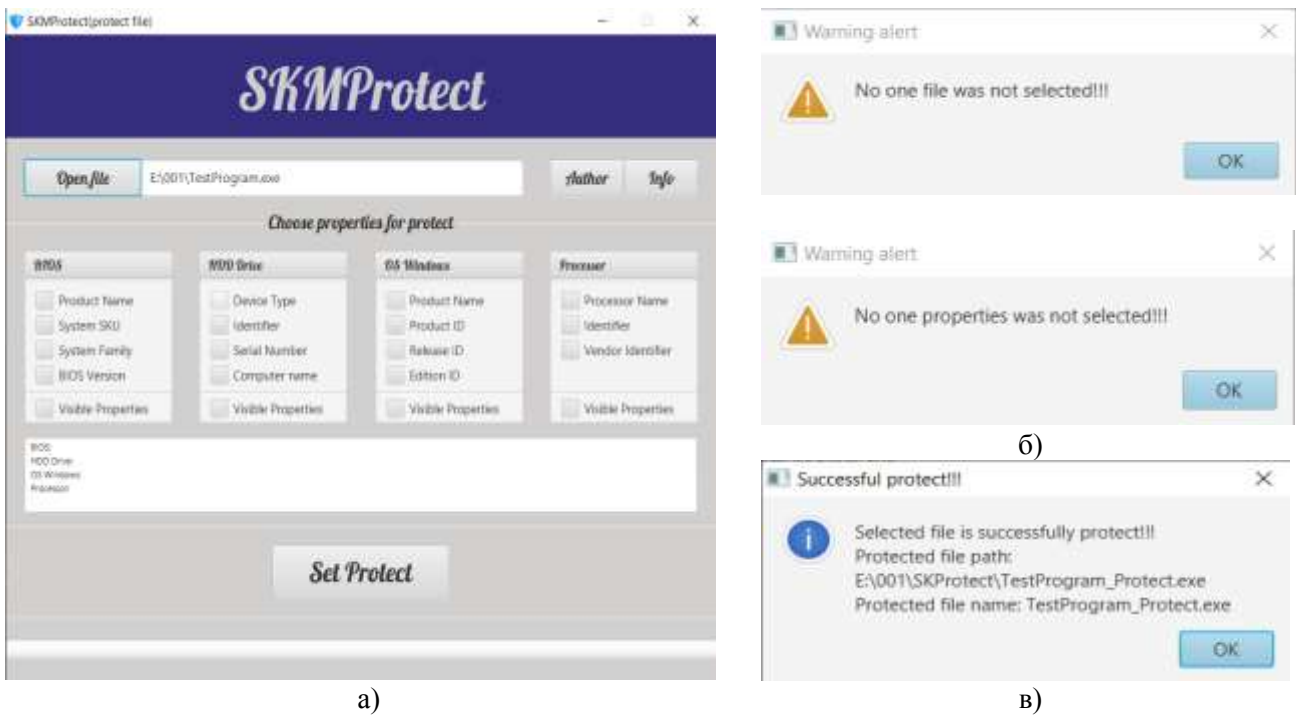 SKMProtect(protect file)
SKMProtect
Open file
E:\001\TestProgram.exe
Author
Info
Choose properties for protect
BIOS
Product Name
System SKU
System Family
BIOS Version
Visible Properties
HDD Drive
Device Type
Identifier
Serial Number
Computer name
Visible Properties
OS Windows
Product Name
Product ID
Release ID
Edition ID
Visible Properties
Processor
Processor Name
Identifier
Vendor Identifier
Visible Properties
BIOS:
HDD Drive:
OS Windows:
Processor:
Set Protect
а)
Warning alert
No one file was not selected!!!
OK
Warning alert
No one properties was not selected!!!
OK
б)
Successful protect!!!
Selected file is successfully protect!!!
Protected file path:
E:\001\SKProtect\TestProgram_Protect.exe
Protected file name: TestProgram_Protect.exe
OK
в)